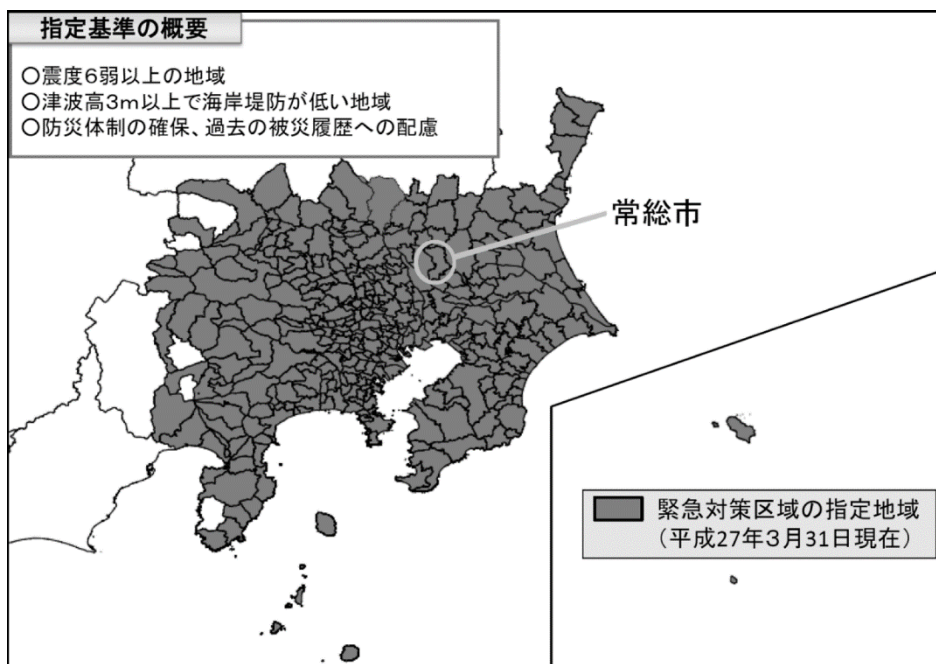 指定基準の概要
○震度6弱以上の地域
○津波高3m以上で海岸堤防が低い地域
○防災体制の確保、過去の被災履歴への配慮
常総市
緊急対策区域の指定地域
（平成27年３月31日現在）